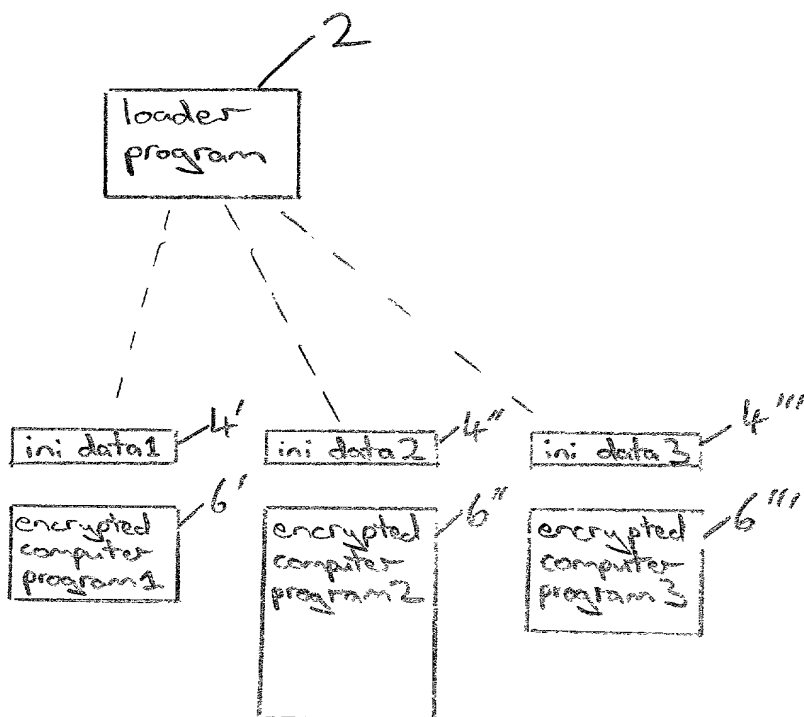 2
loader
program
4'
ini data1
4"
ini data2
4'''
ini data3
6'
encrypted
computer
program1
6"
encrypted
computer
program2
6'''
encrypted
computer
program3